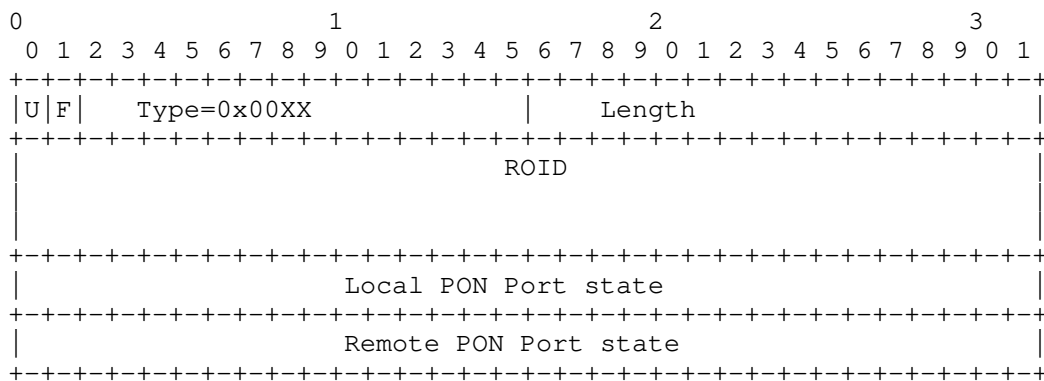 0                   1                   2                   3
 0 1 2 3 4 5 6 7 8 9 0 1 2 3 4 5 6 7 8 9 0 1 2 3 4 5 6 7 8 9 0 1
+-+-+-+-+-+-+-+-+-+-+-+-+-+-+-+-+-+-+-+-+-+-+-+-+-+-+-+-+-+-+-+-+
|U|F|   Type=0x00XX             |    Length                     |
+-+-+-+-+-+-+-+-+-+-+-+-+-+-+-+-+-+-+-+-+-+-+-+-+-+-+-+-+-+-+-+-+
|                              ROID                             |
|                                                               |
|                                                               |
+-+-+-+-+-+-+-+-+-+-+-+-+-+-+-+-+-+-+-+-+-+-+-+-+-+-+-+-+-+-+-+-+
|                    Local PON Port state                       |
+-+-+-+-+-+-+-+-+-+-+-+-+-+-+-+-+-+-+-+-+-+-+-+-+-+-+-+-+-+-+-+-+
|                    Remote PON Port state                      |
+-+-+-+-+-+-+-+-+-+-+-+-+-+-+-+-+-+-+-+-+-+-+-+-+-+-+-+-+-+-+-+-+